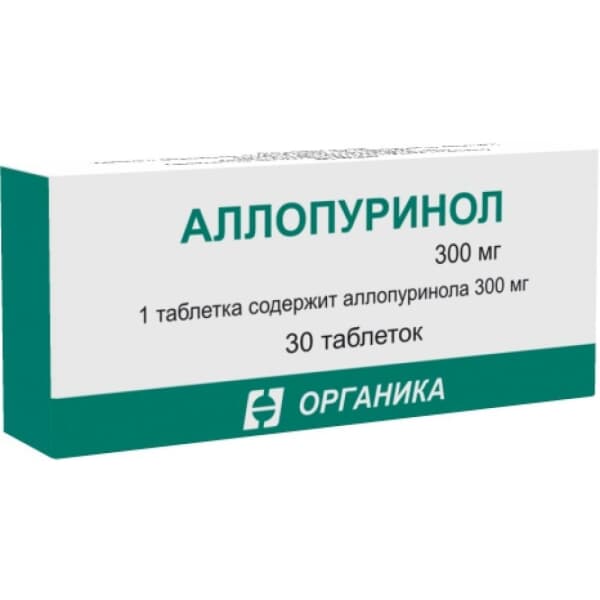 АЛЛОПУРИНОЛ
300 мг
1 таблетка содержит аллопуринола 300 мг
30 таблеток
ОРГАНИКА